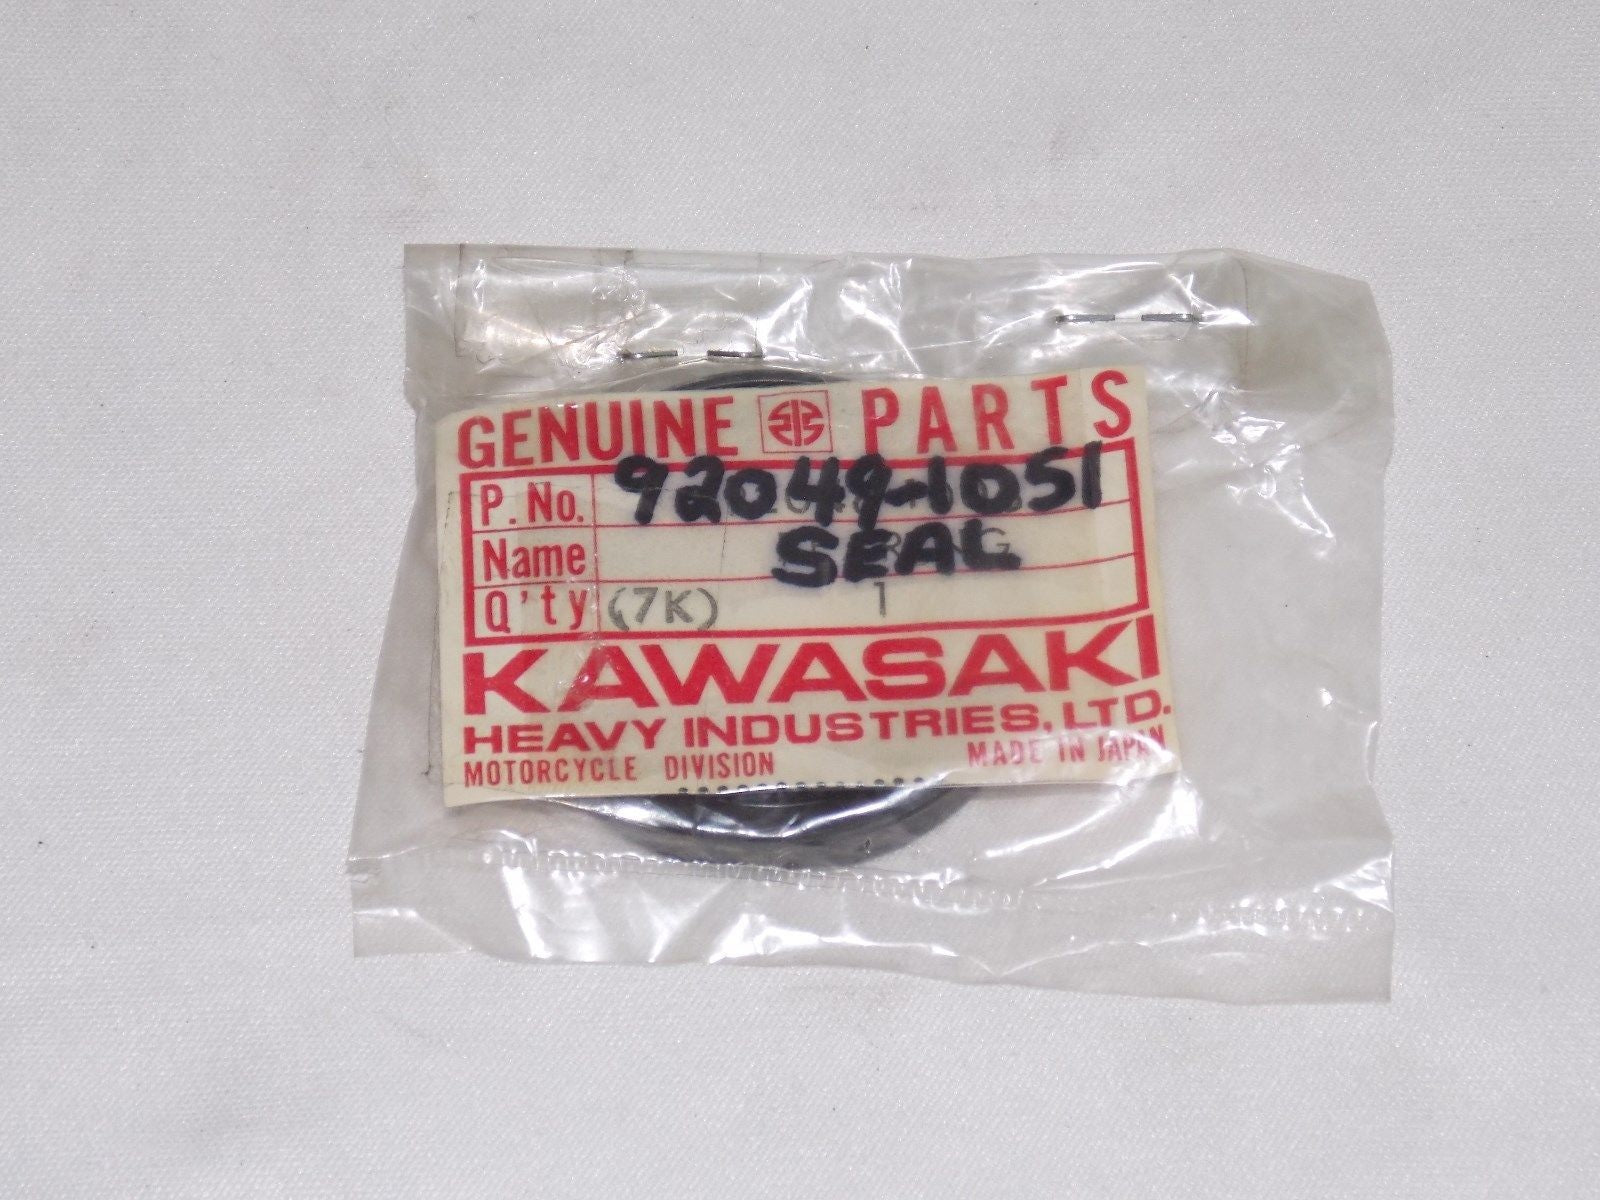 GENUINE PARTS
P. No. 92049-1051
Name SEAL
Q'ty (7K) 1
KAWASAKI
HEAVY INDUSTRIES, LTD.
MOTORCYCLE DIVISION MADE IN JAPAN